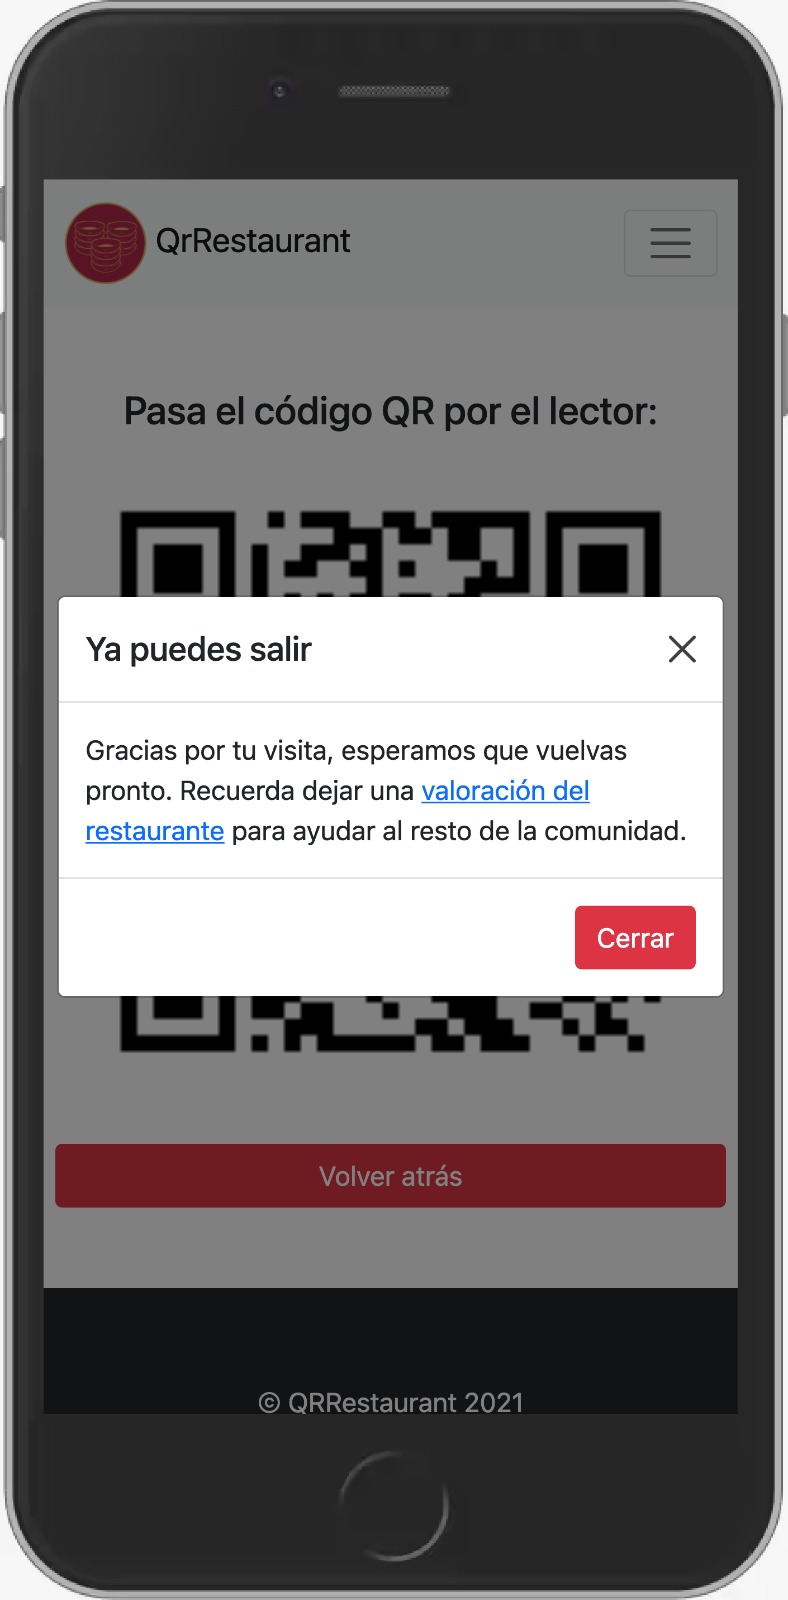 QrRestaurant
Pasa el código QR por el lector:
Ya puedes salir
Gracias por tu visita, esperamos que vuelvas
pronto. Recuerda dejar una valoración del
restaurante para ayudar al resto de la comunidad.
Cerrar
Volver atrás
© QRRestaurant 2021